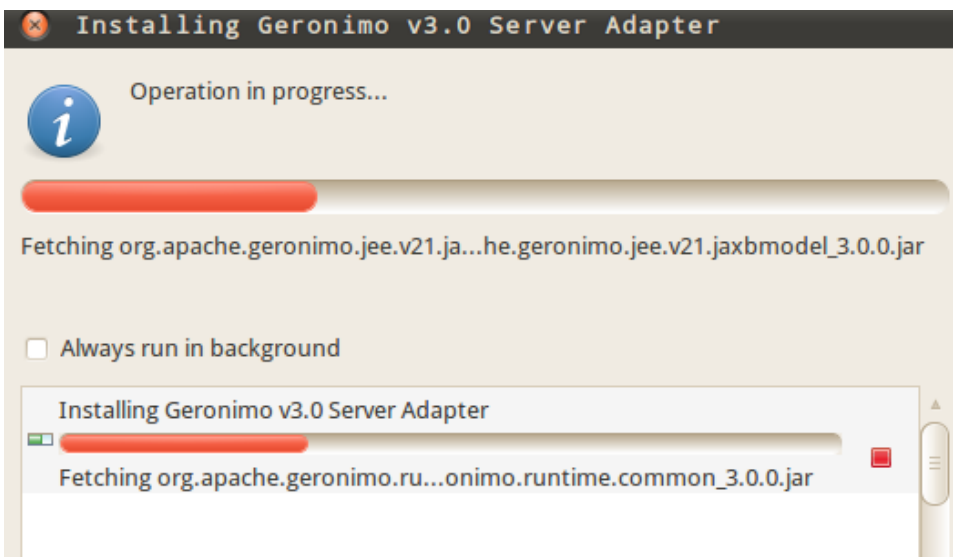 Installing Geronimo v3.0 Server Adapter
Operation in progress...
Fetching org.apache.geronimo.jee.v21.ja...he.geronimo.jee.v21.jaxbmodel_3.0.0.jar
Always run in background
Installing Geronimo v3.0 Server Adapter
Fetching org.apache.geronimo.ru...onimo.runtime.common_3.0.0.jar